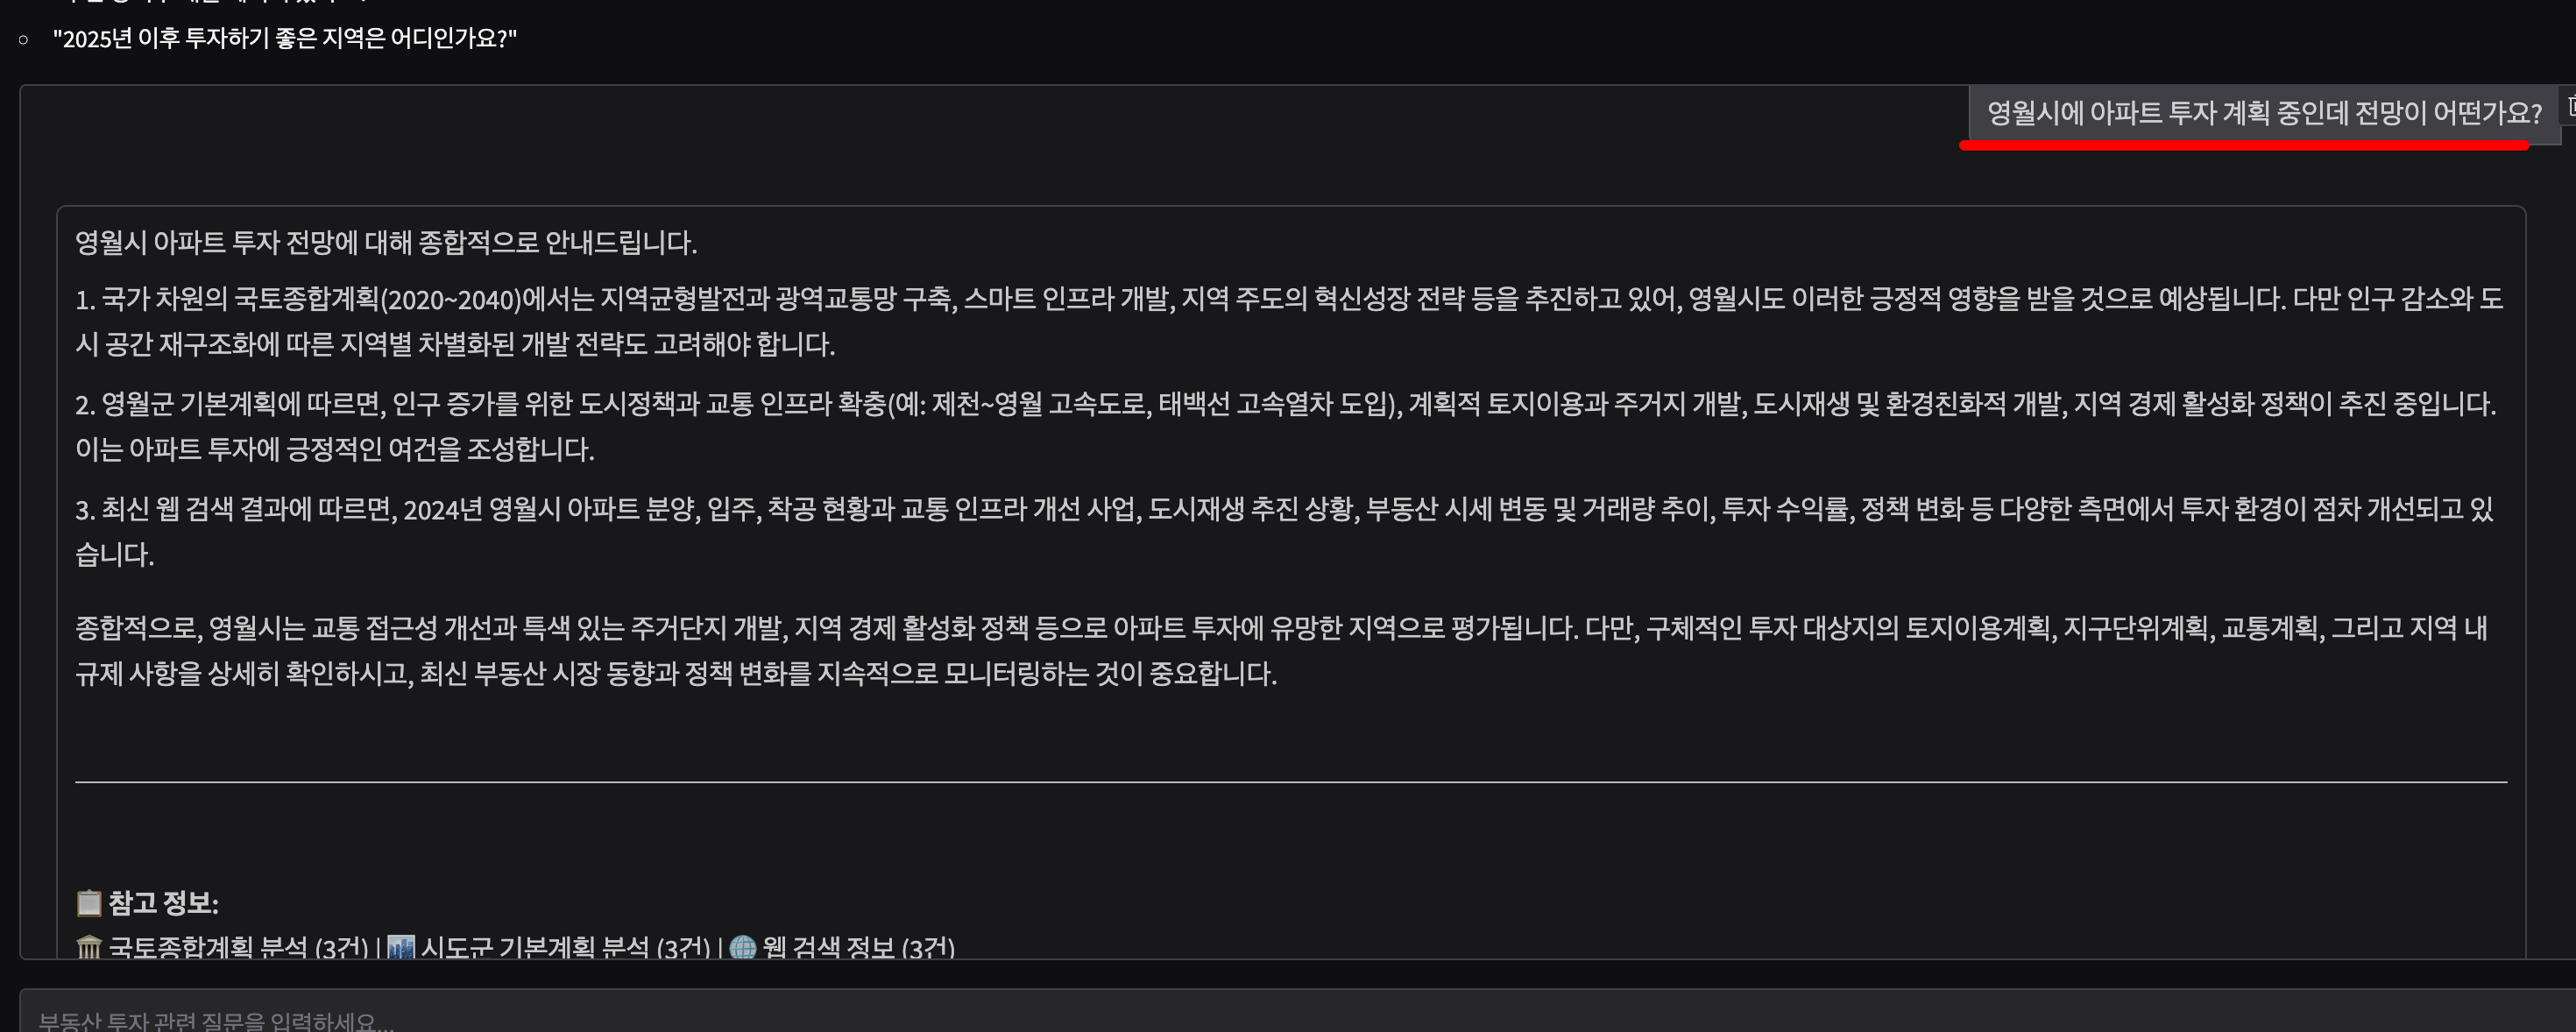 "2025년 이후 투자하기 좋은 지역은 어디인가요?"
영월시에 아파트 투자 계획 중인데 전망이 어떤가요?
영월시 아파트 투자 전망에 대해 종합적으로 안내드립니다.
1. 국가 차원의 국토종합계획(2020~2040)에서는 지역균형발전과 광역교통망 구축, 스마트 인프라 개발, 지역 주도의 혁신성장 전략 등을 추진하고 있어, 영월시도 이러한 긍정적 영향을 받을 것으로 예상됩니다. 다만 인구 감소와 도
시 공간 재구조화에 따른 지역별 차별화된 개발 전략도 고려해야 합니다.
2. 영월군 기본계획에 따르면, 인구 증가를 위한 도시정책과 교통 인프라 확충(예: 제천~영월 고속도로, 태백선 고속열차 도입), 계획적 토지이용과 주거지 개발, 도시재생 및 환경친화적 개발, 지역 경제 활성화 정책이 추진 중입니다.
이는 아파트 투자에 긍정적인 여건을 조성합니다.
3. 최신 웹 검색 결과에 따르면, 2024년 영월시 아파트 분양, 입주, 착공 현황과 교통 인프라 개선 사업, 도시재생 추진 상황, 부동산 시세 변동 및 거래량 추이, 투자 수익률, 정책 변화 등 다양한 측면에서 투자 환경이 점차 개선되고 있
습니다.
종합적으로, 영월시는 교통 접근성 개선과 특색 있는 주거단지 개발, 지역 경제 활성화 정책 등으로 아파트 투자에 유망한 지역으로 평가됩니다. 다만, 구체적인 투자 대상지의 토지이용계획, 지구단위계획, 교통계획, 그리고 지역 내
규제 사항을 상세히 확인하시고, 최신 부동산 시장 동향과 정책 변화를 지속적으로 모니터링하는 것이 중요합니다.
참고 정보:
국토종합계획 분석 (3건) | 시도군 기본계획 분석 (3건) | 웹 검색 정보 (3건)
부동산 투자 관련 질문을 입력하세요...